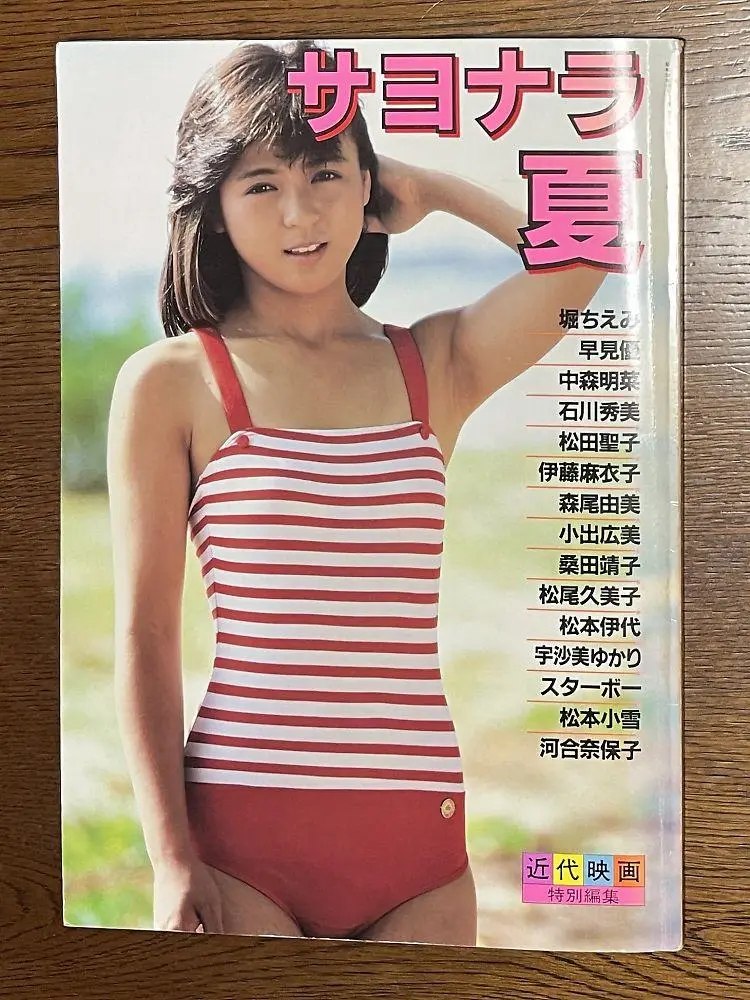 サヨナラ
夏
堀ちえみ
早見優
中森明菜
石川秀美
松田聖子
伊藤麻衣子
森尾由美
小出広美
桑田靖子
松尾久美子
松本伊代
宇沙美ゆかり
スターボー
松本小雪
河合奈保子
近代映画
特別編集